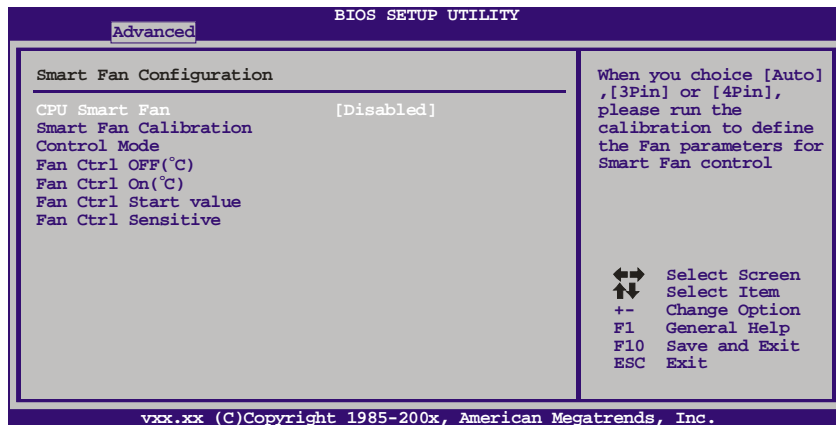 BIOS SETUP UTILITY
Advanced
Smart Fan Configuration
CPU Smart Fan [Disabled]
Smart Fan Calibration
Control Mode
Fan Ctrl OFF(°C)
Fan Ctrl On(°C)
Fan Ctrl Start value
Fan Ctrl Sensitive
When you choice [Auto]
,[3Pin] or [4Pin],
please run the
calibration to define
the Fan parameters for
Smart Fan control
Select Screen
Select Item
+- Change Option
F1 General Help
F10 Save and Exit
ESC Exit
vxx.xx (C)Copyright 1985-200x, American Megatrends, Inc.